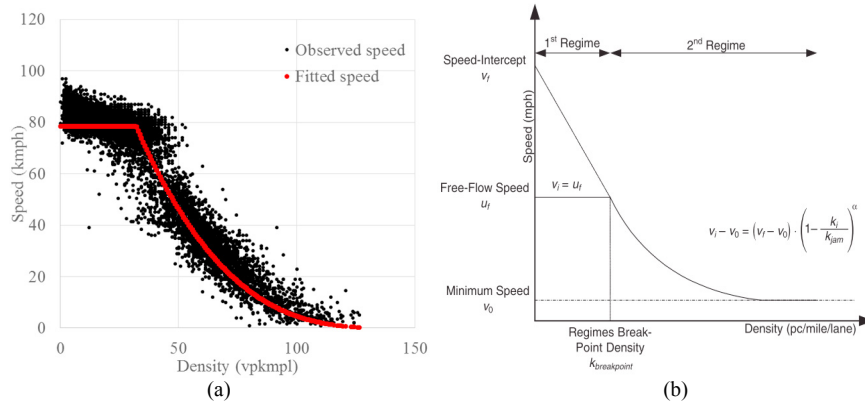 120
100
80
60
40
20
0
Speed (kmph)
Observed speed
Fitted speed
0
50
100
150
Density (vpkmpl)
(a)
1st Regime
2nd Regime
Speed-Intercept
vf
Speed (mph)
Free-Flow Speed
uf
vi = uf
vi − v0 = (vf − v0) · (1− ki / kjam)^α
Minimum Speed
v0
Regimes Break-
Point Density
kbreakpoint
Density (pc/mile/lane)
(b)